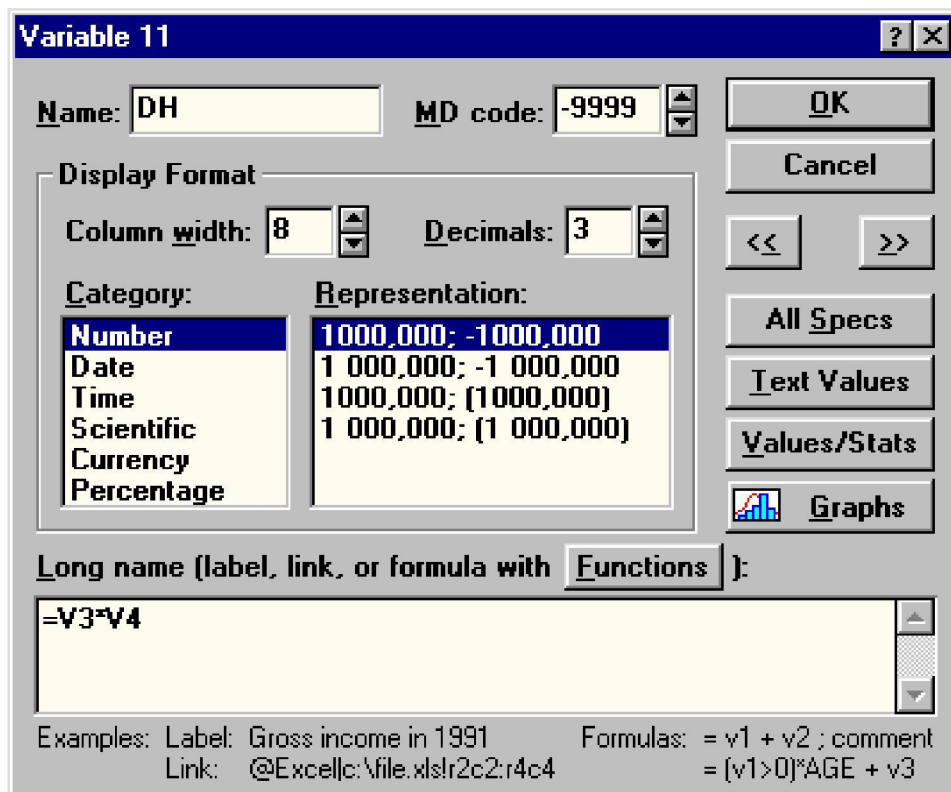 Variable 11
Name: DH MD code: -9999
OK
Cancel
Display Format
Column width: 8 Decimals: 3
<< >>
Category: Representation:
Number 1000,000; -1000,000
Date 1 000,000; -1 000,000
Time 1000,000; (1000,000)
Scientific 1 000,000; (1 000,000)
Currency
Percentage
All Specs
Text Values
Values/Stats
Graphs
Long name (label, link, or formula with Functions ):
=V3*V4
Examples: Label: Gross income in 1991 Formulas: = v1 + v2 ; comment
Link: @Excel|c:\file.xls!r2c2:r4c4 = (v1>0)*AGE + v3